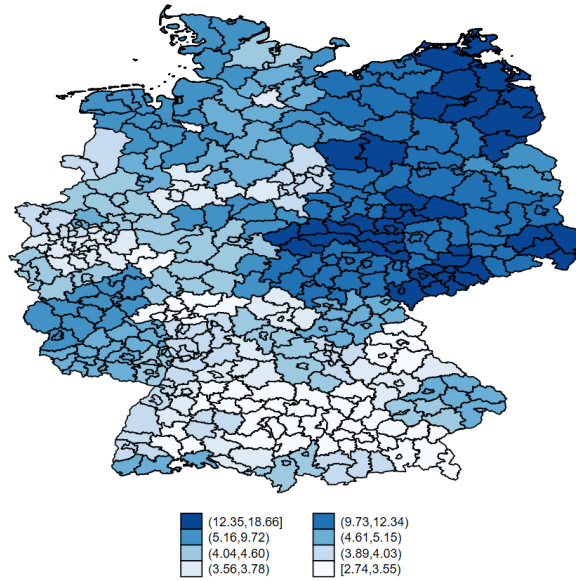 (12.35,18.66] (9.73,12.34)
(5.16,9.72) (4.61,5.15)
(4.04,4.60) (3.89,4.03)
(3.56,3.78) [2.74,3.55)